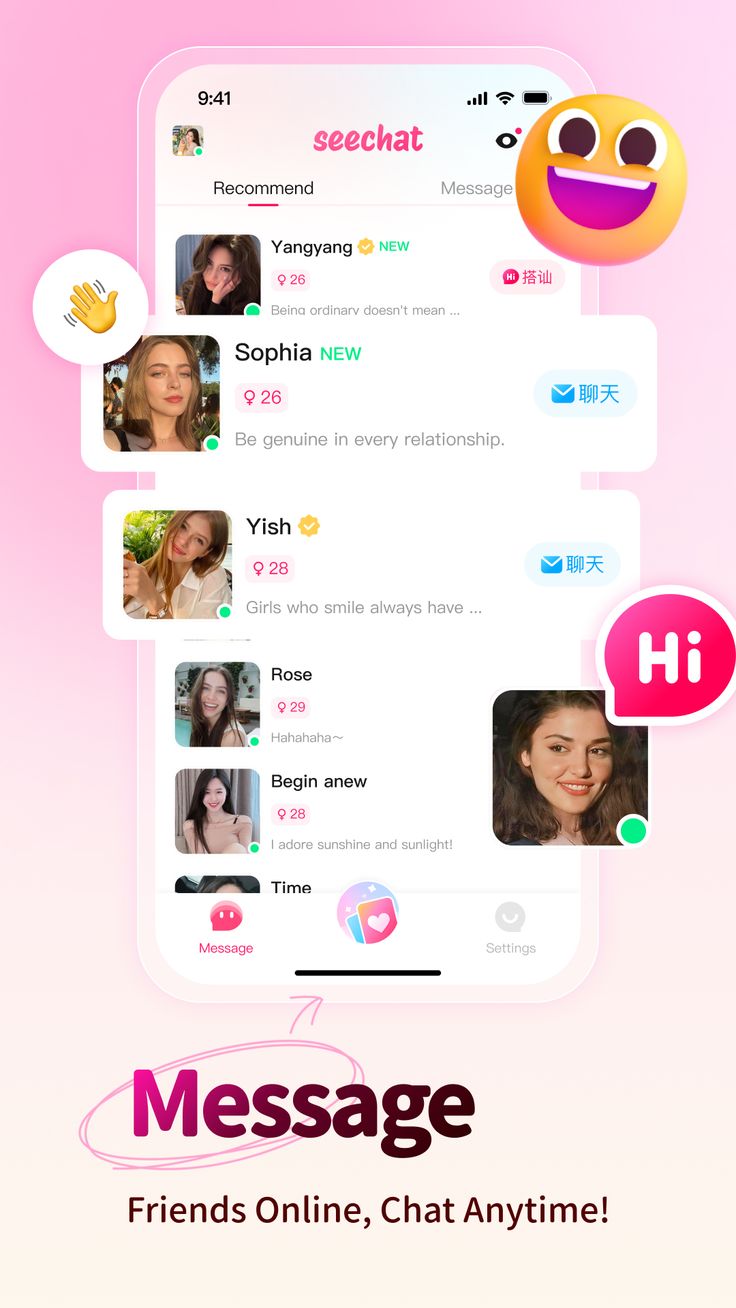 9:41
seechat
Recommend
Message
Yangyang NEW
♀ 26
Hi 搭讪
Being ordinary doesn't mean ...
Sophia NEW
♀ 26
聊天
Be genuine in every relationship.
Yish
♀ 28
聊天
Girls who smile always have ...
Hi
Rose
♀ 29
Hahahaha~
Begin anew
♀ 28
I adore sunshine and sunlight!
Time
Message
Settings
Message
Friends Online, Chat Anytime!